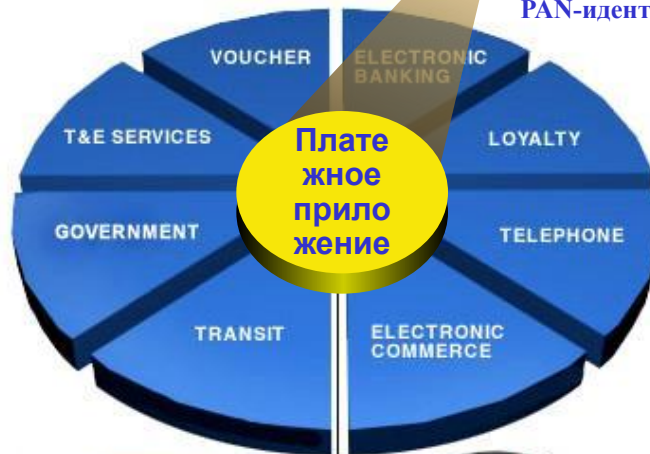 PAN-идент
VOUCHER
ELECTRONIC
BANKING
T&E SERVICES
LOYALTY
Плате
жное
прило
жение
GOVERNMENT
TELEPHONE
TRANSIT
ELECTRONIC
COMMERCE